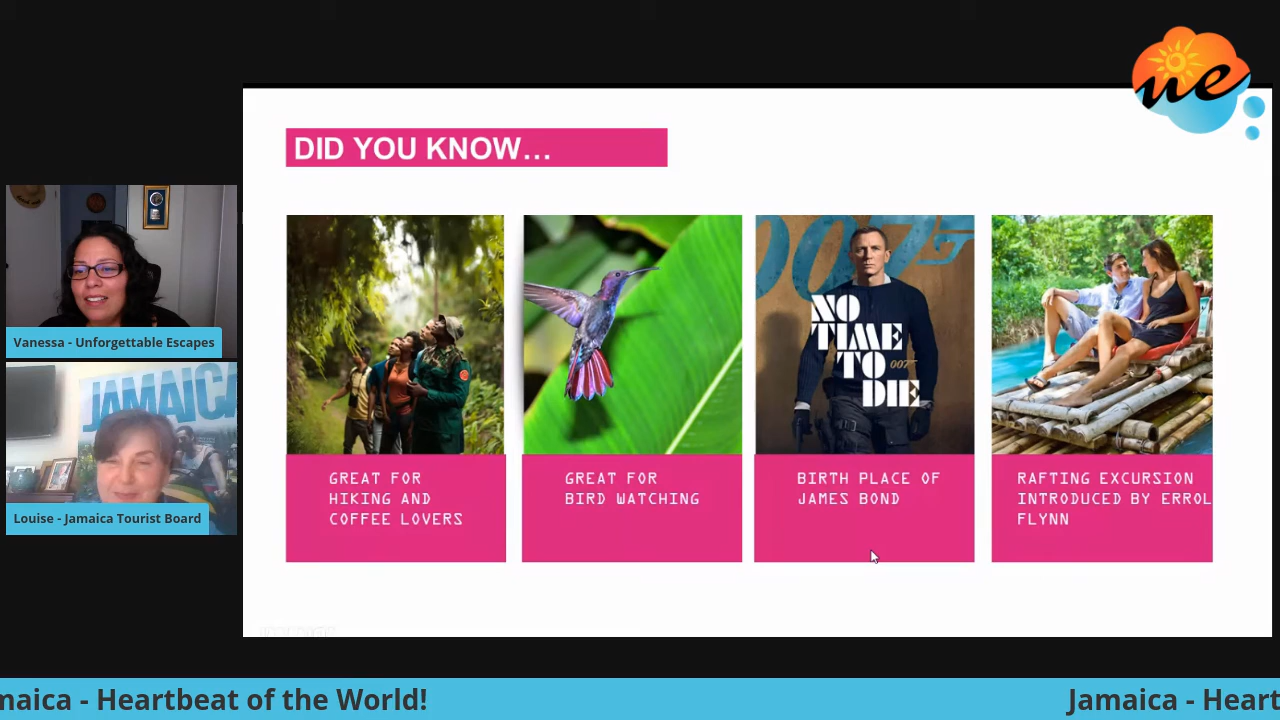 ue
DID YOU KNOW...
Vanessa - Unforgettable Escapes
JAMAICA
Louise - Jamaica Tourist Board
007
NO
TIME
TO
007
DIE
GREAT FOR
HIKING AND
COFFEE LOVERS
GREAT FOR
BIRD WATCHING
BIRTH PLACE OF
JAMES BOND
RAFTING EXCURSION
INTRODUCED BY ERROL
FLYNN
maica - Heartbeat of the World!
Jamaica - Heart